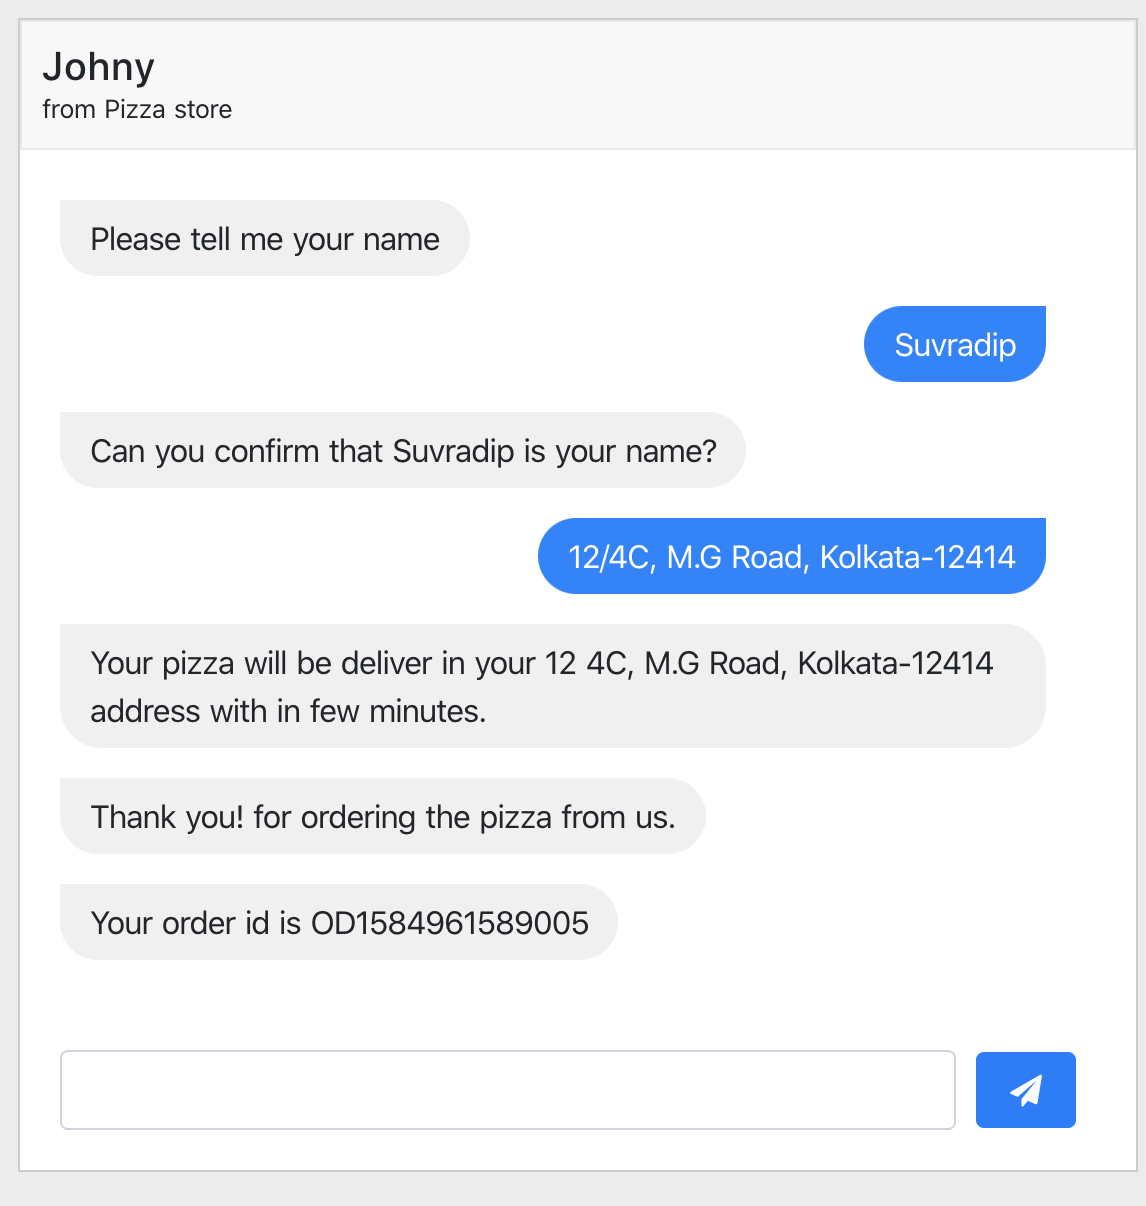 Johny
from Pizza store
Please tell me your name
Suvradip
Can you confirm that Suvradip is your name?
12/4C, M.G Road, Kolkata-12414
Your pizza will be deliver in your 12 4C, M.G Road, Kolkata-12414
address with in few minutes.
Thank you! for ordering the pizza from us.
Your order id is OD1584961589005